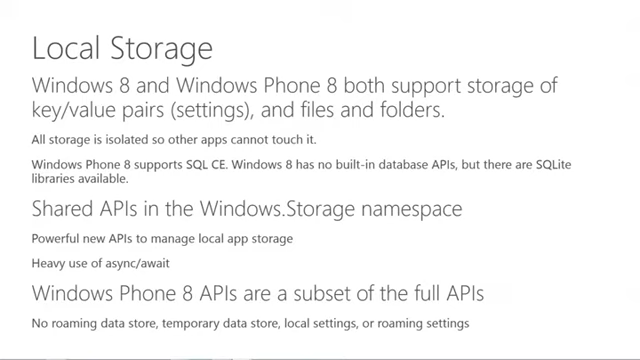 Local Storage
Windows 8 and Windows Phone 8 both support storage of
key/value pairs (settings), and files and folders.
All storage is isolated so other apps cannot touch it.
Windows Phone 8 supports SQL CE. Windows 8 has no built-in database APIs, but there are SQLite
libraries available.
Shared APIs in the Windows.Storage namespace
Powerful new APIs to manage local app storage
Heavy use of async/await
Windows Phone 8 APIs are a subset of the full APIs
No roaming data store, temporary data store, local settings, or roaming settings